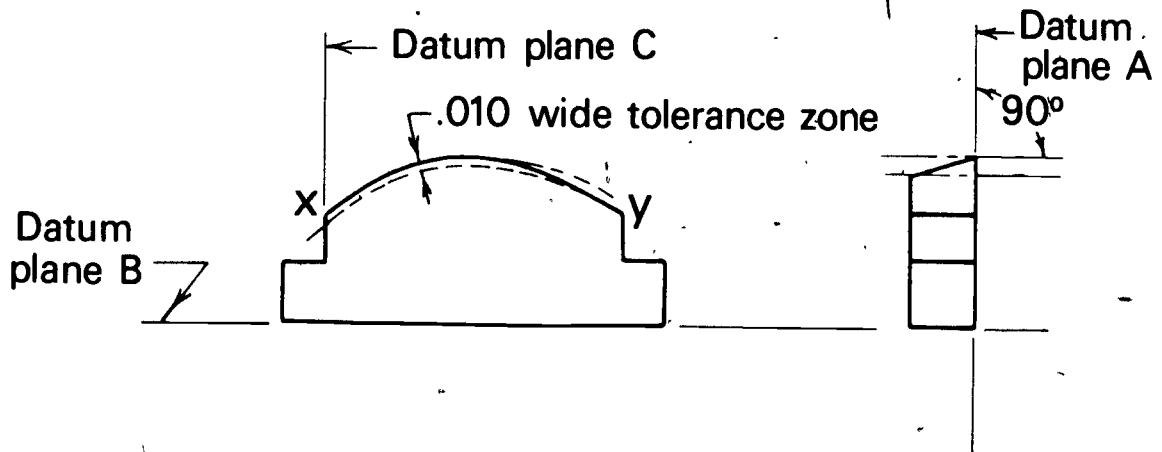 Datum plane C
Datum
plane A
90°
.010 wide tolerance zone
x
y
Datum
plane B